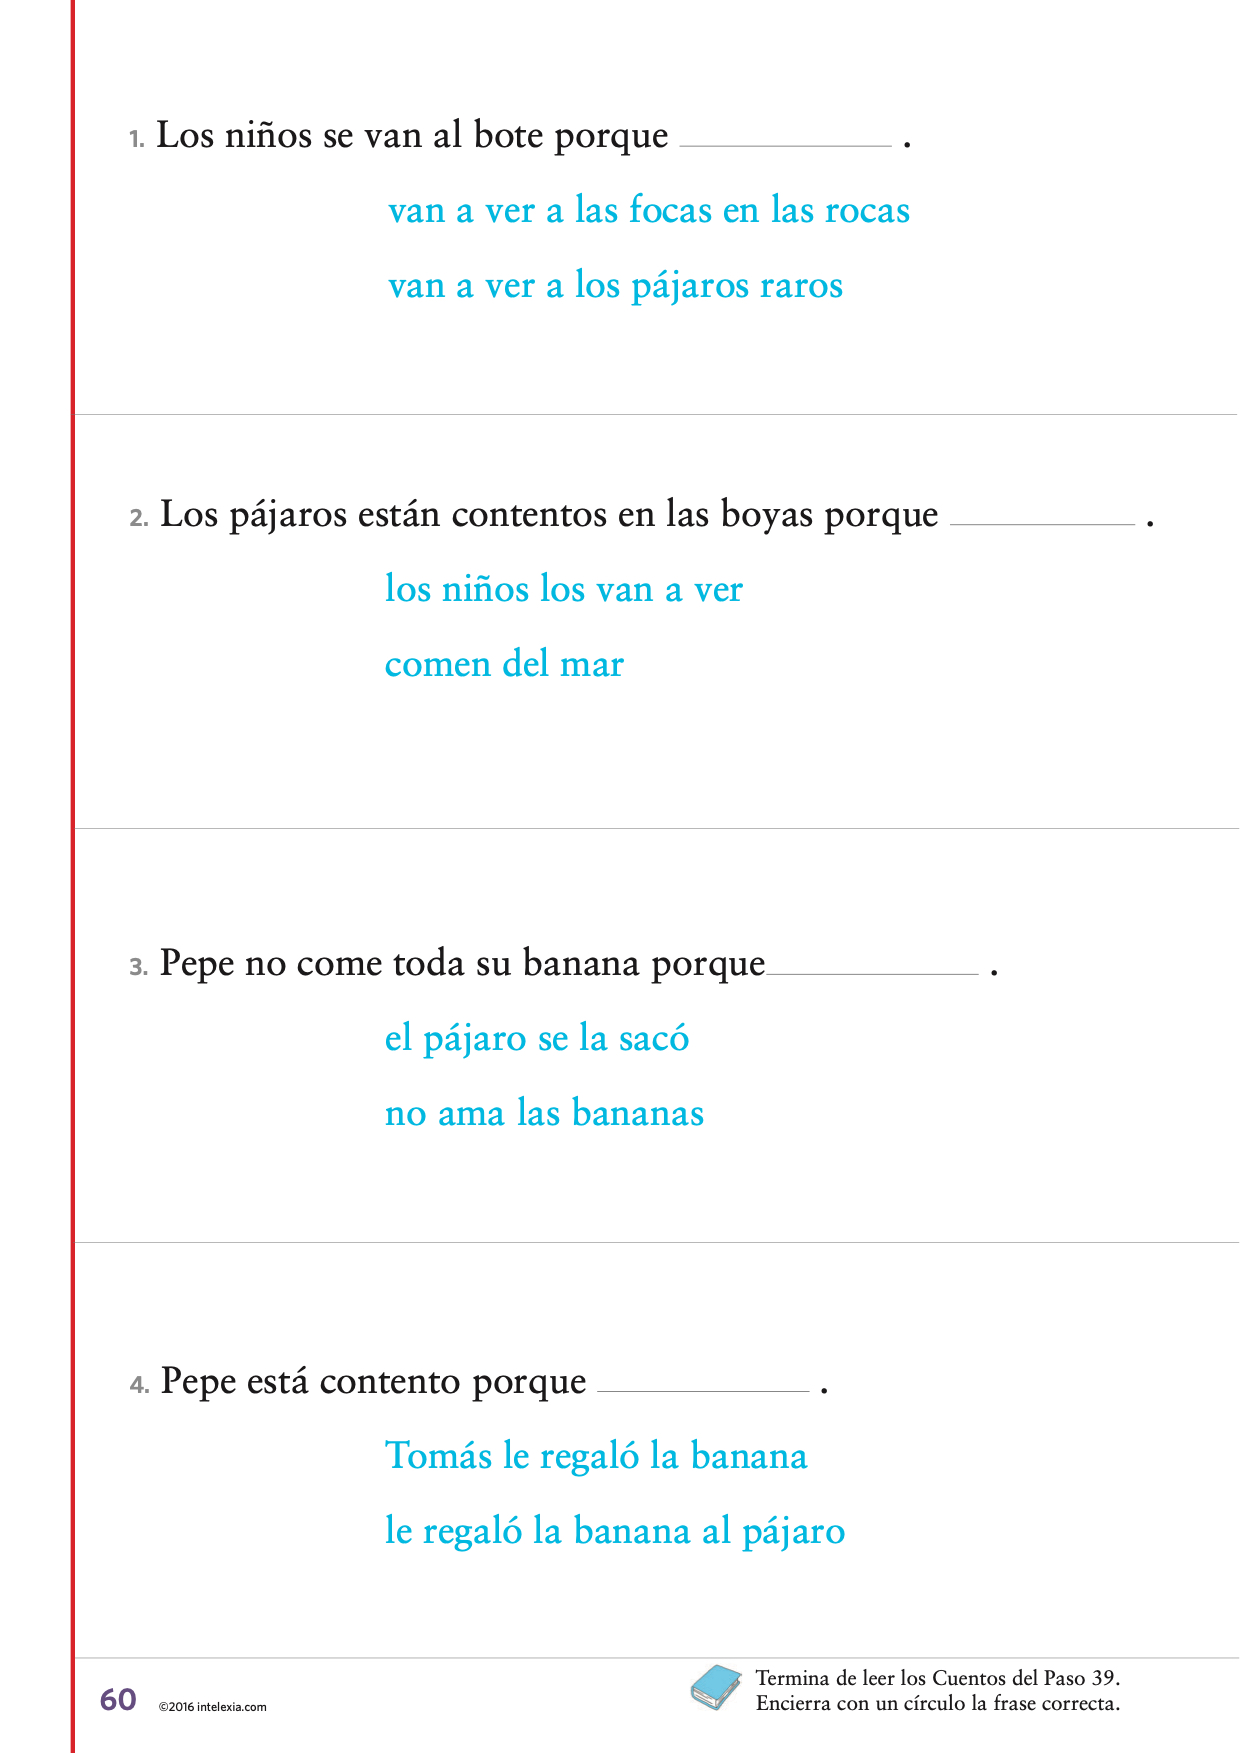 1. Los niños se van al bote porque ____________ .
van a ver a las focas en las rocas
van a ver a los pájaros raros
2. Los pájaros están contentos en las boyas porque ____________ .
los niños los van a ver
comen del mar
3. Pepe no come toda su banana porque____________ .
el pájaro se la sacó
no ama las bananas
4. Pepe está contento porque ____________ .
Tomás le regaló la banana
le regaló la banana al pájaro
Termina de leer los Cuentos del Paso 39.
Encierra con un círculo la frase correcta.
60 ©2016 intelexia.com